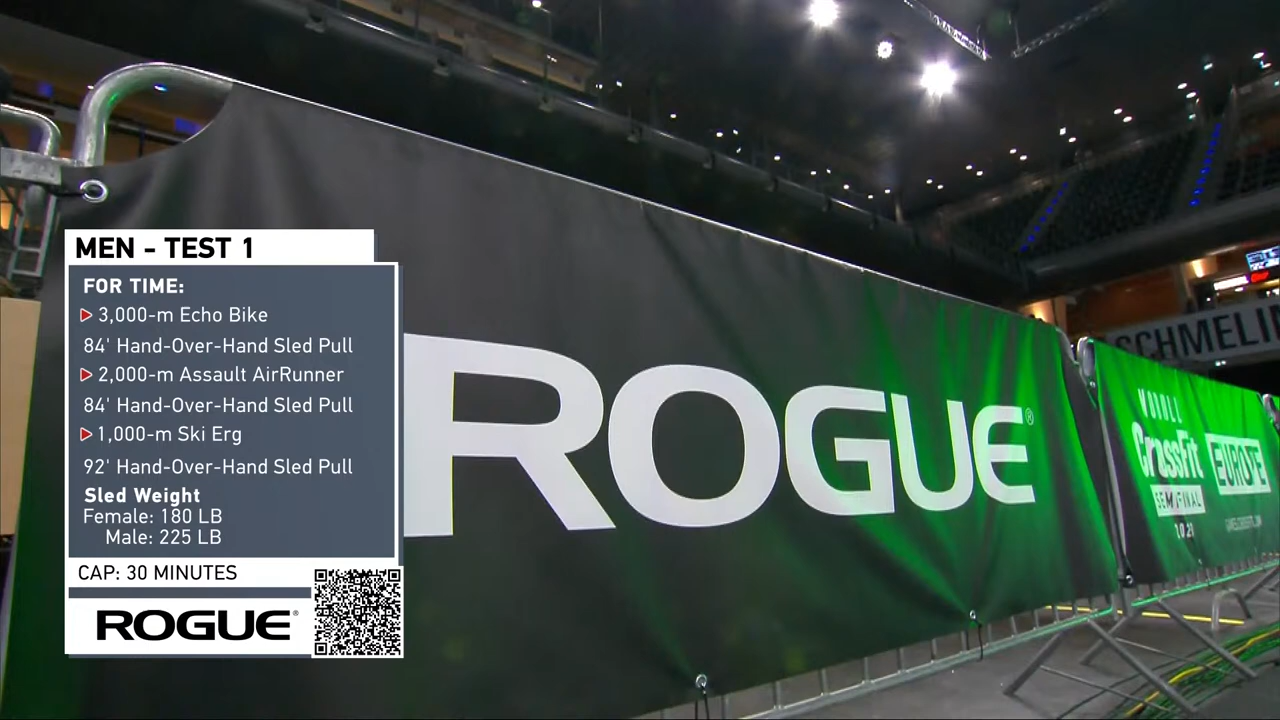 MEN - TEST 1
FOR TIME:
3,000-m Echo Bike
84' Hand-Over-Hand Sled Pull
2,000-m Assault AirRunner
84' Hand-Over-Hand Sled Pull
1,000-m Ski Erg
92' Hand-Over-Hand Sled Pull
Sled Weight
Female: 180 LB
Male: 225 LB
CAP: 30 MINUTES
ROGUE®
ROGUE®
SCHMELIN
CrossFit
EUROPE
SEMIFINAL